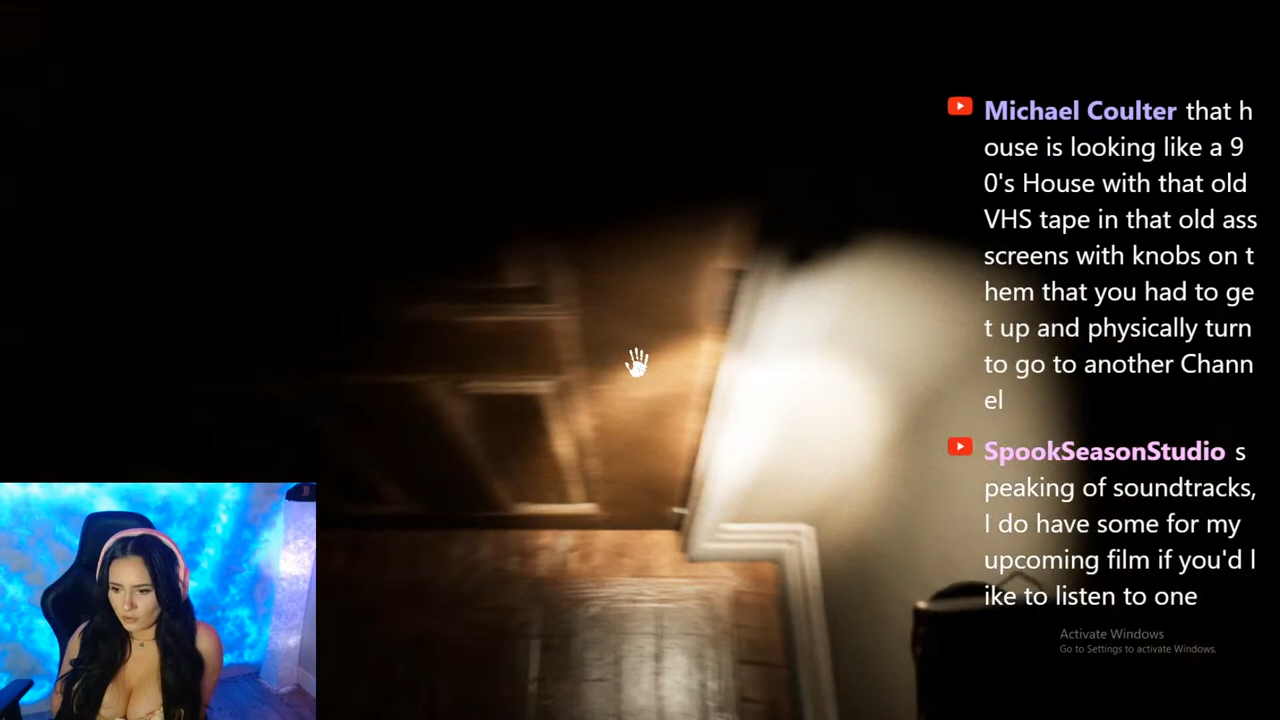 Michael Coulter that h
ouse is looking like a 9
0's House with that old
VHS tape in that old ass
screens with knobs on t
hem that you had to ge
t up and physically turn
to go to another Chann
el
SpookSeasonStudio s
peaking of soundtracks,
I do have some for my
upcoming film if you'd l
ike to listen to one
Activate Windows
Go to Settings to activate Windows.